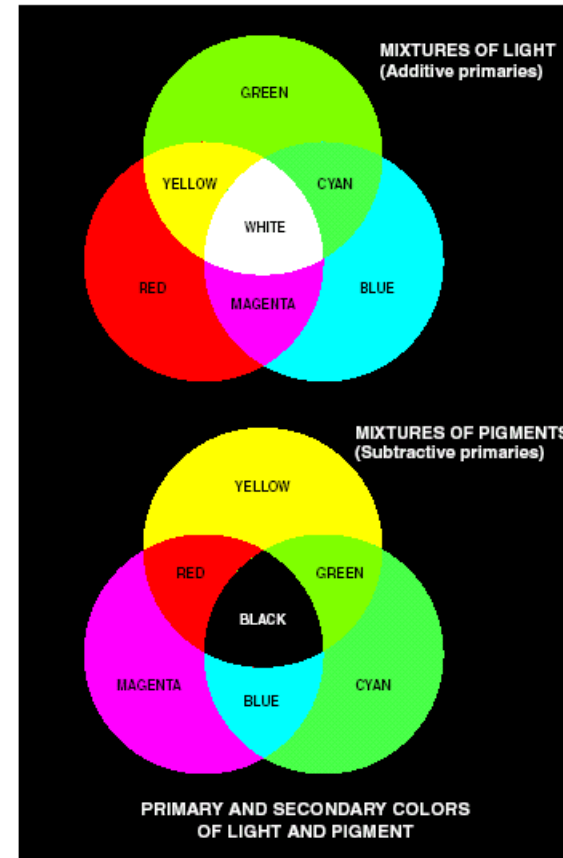 MIXTURES OF LIGHT
(Additive primaries)
GREEN
YELLOW
CYAN
WHITE
RED
BLUE
MAGENTA
MIXTURES OF PIGMENTS
(Subtractive primaries)
YELLOW
RED
GREEN
BLACK
MAGENTA
CYAN
BLUE
PRIMARY AND SECONDARY COLORS
OF LIGHT AND PIGMENT